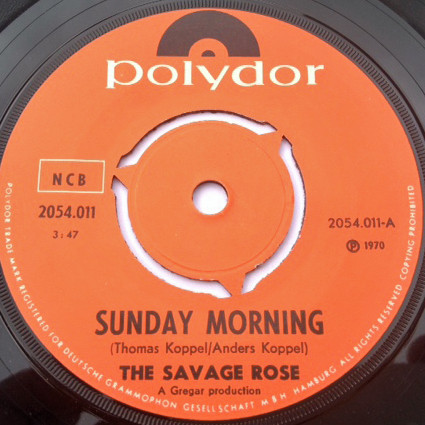 polydor
NCB
2054.011
3:47
2054.011-A
℗ 1970
SUNDAY MORNING
(Thomas Koppel/Anders Koppel)
THE SAVAGE ROSE
A Gregar production
POLYDOR TRADE MARK REGISTERED FOR DEUTSCHE GRAMMOPHON GESELLSCHAFT M B H. HAMBURG ALL RIGHTS RESERVED COPYING PROHIBITED